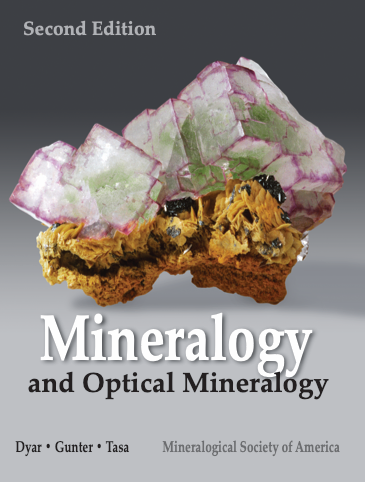 Second Edition
Mineralogy
and Optical Mineralogy
Dyar • Gunter • Tasa Mineralogical Society of America